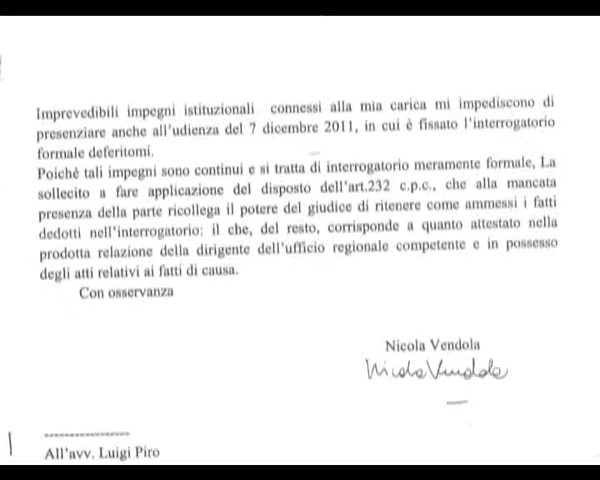 Imprevedibili impegni istituzionali connessi alla mia carica mi impediscono di
presenziare anche all'udienza del 7 dicembre 2011, in cui è fissato l'interrogatorio
formale deferitomi.
Poiché tali impegni sono continui e si tratta di interrogatorio meramente formale, La
sollecito a fare applicazione del disposto dell'art.232 c.p.c., che alla mancata
presenza della parte ricollega il potere del giudice di ritenere come ammessi i fatti
dedotti nell'interrogatorio: il che, del resto, corrisponde a quanto attestato nella
prodotta relazione della dirigente dell'ufficio regionale competente e in possesso
degli atti relativi ai fatti di causa.
Con osservanza
Nicola Vendola
Nicola Vendola
All'avv. Luigi Piro